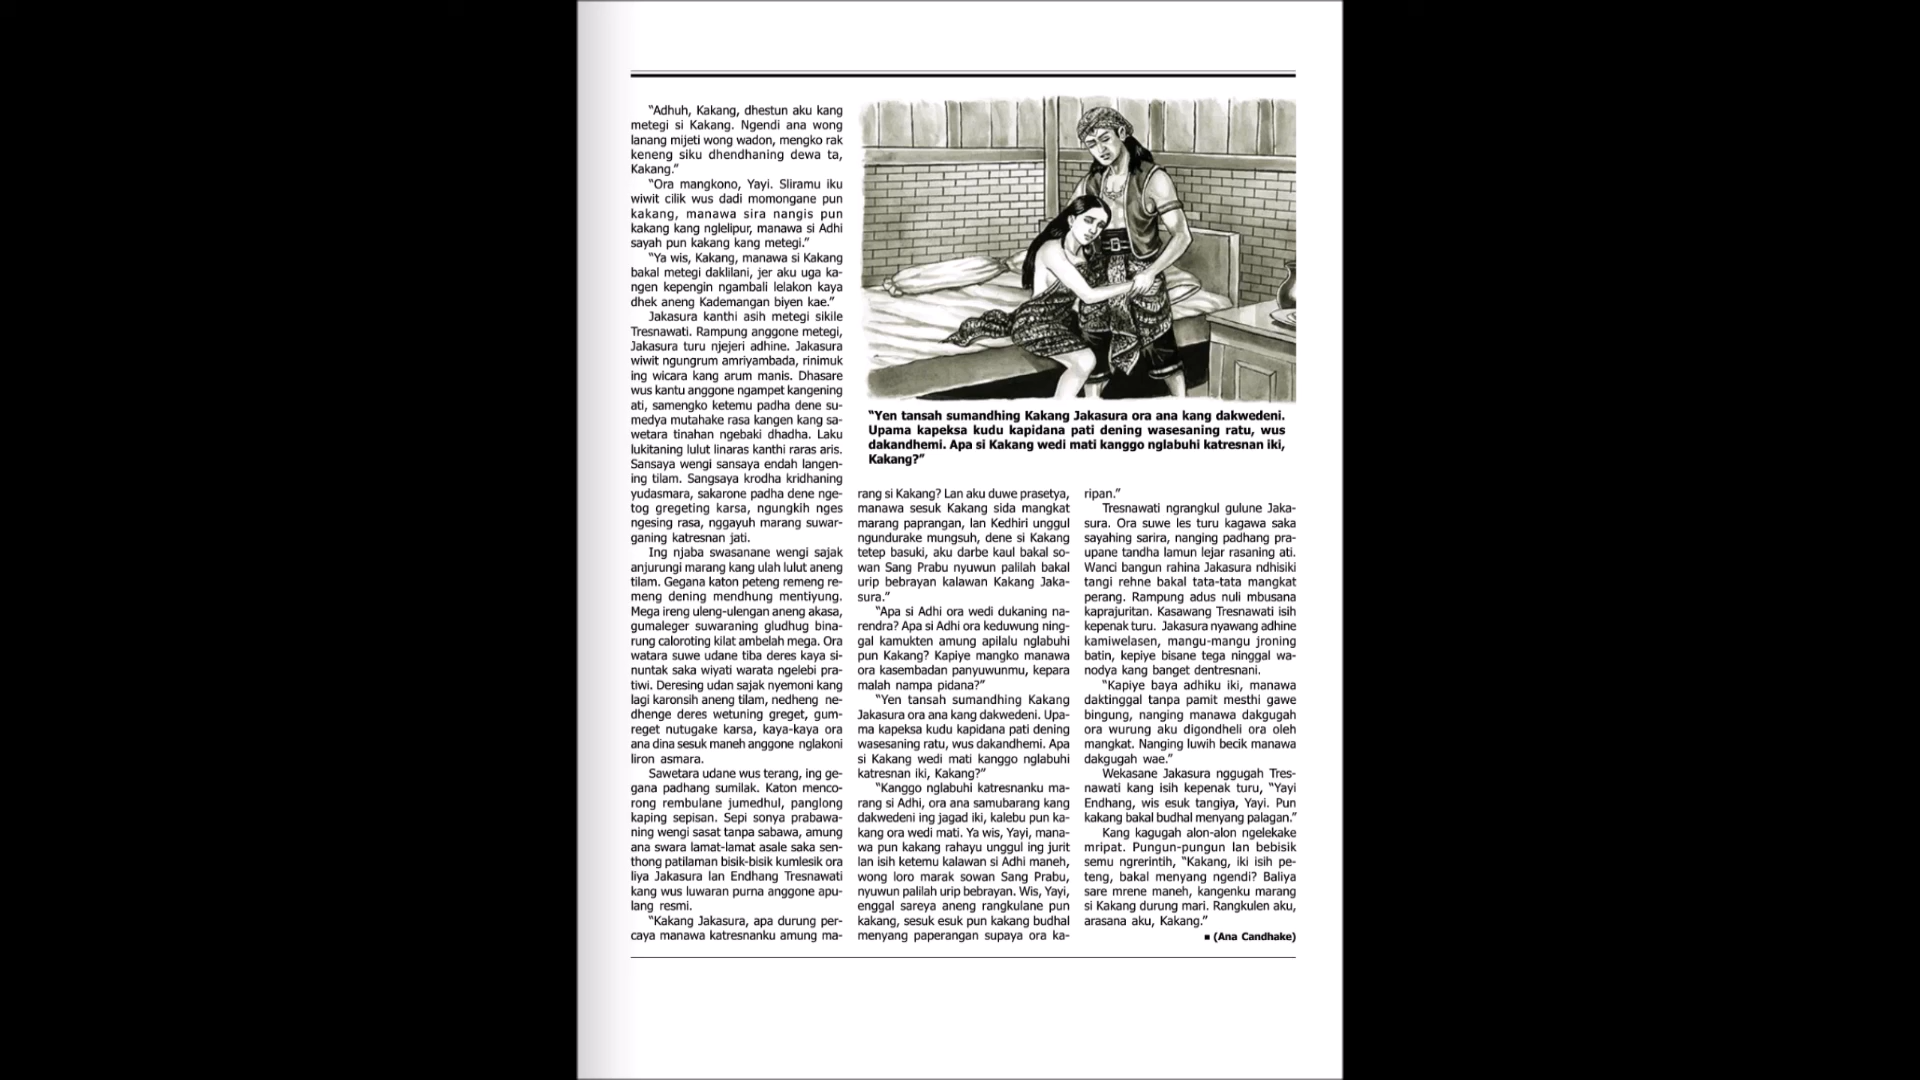 “Adhuh, Kakang, dhestun aku kang
metegi si Kakang. Ngendi ana wong
lanang mijeti wong wadon, mengko rak
keneng siku dhendhaning dewa ta,
Kakang.”
“Ora mangkono, Yayi. Sliramu iku
wiwit cilik wus dadi momongane pun
kakang, manawa sira nangis pun
kakang kang nglelipur, manawa si Adhi
sayah pun kakang kang metegi.”
“Ya wis, Kakang, manawa si Kakang
bakal metegi daklilani, jer aku uga ka-
ngen kepengin ngambali lelakon kaya
dhek aneng Kademangan biyen kae.”
Jakasura kanthi asih metegi sikile
Tresnawati. Rampung anggone metegi,
Jakasura turu njejeri adhine. Jakasura
wiwit ngungrum amriyambada, rinimuk
ing wicara kang arum manis. Dhasare
wus kantu anggone ngampet kangening
ati, samengko ketemu padha dene su-
medya mutahake rasa kangen kang sa-
wetara tinahan ngebaki dhadha. Laku
lukitaning lulut linaras kanthi raras aris.
Sansaya wengi sansaya endah langen-
ing tilam. Sangsaya krodha kridhaning
yudasmara, sakarone padha dene nge-
tog gregeting karsa, ngungkih nges
ngesing rasa, nggayuh marang suwar-
ganing katresnan jati.
Ing njaba swasanane wengi sajak
anjurungi marang kang ulah lulut aneng
tilam. Gegana katon peteng remeng re-
meng dening mendhung mentiyung.
Mega ireng uleng-ulengan aneng akasa,
gumaleger suwaraning gludhug bina-
rung caloroting kilat ambelah mega. Ora
watara suwe udane tiba deres kaya si-
nuntak saka wiyati warata ngelebi pra-
tiwi. Deresing udan sajak nyemoni kang
lagi karonsih aneng tilam, nedheng ne-
dhenge deres wetuning greget, gum-
reget nutugake karsa, kaya-kaya ora
ana dina sesuk maneh anggone nglakoni
liron asmara.
Sawetara udane wus terang, ing ge-
gana padhang sumilak. Katon menco-
rong rembulane jumedhul, panglong
kaping sepisan. Sepi sonya prabawa-
ning wengi sasat tanpa sabawa, amung
ana swara lamat-lamat asale saka sen-
thong patilaman bisik-bisik kumlesik ora
liya Jakasura lan Endhang Tresnawati
kang wus luwaran purna anggone apu-
lang resmi.
“Kakang Jakasura, apa durung per-
caya manawa katresnanku amung ma-
“Yen tansah sumandhing Kakang Jakasura ora ana kang dakwedeni.
Upama kapeksa kudu kapidana pati dening wasesaning ratu, wus
dakandhemi. Apa si Kakang wedi mati kanggo nglabuhi katresnan iki,
Kakang?”
rang si Kakang? Lan aku duwe prasetya,
manawa sesuk Kakang sida mangkat
marang paprangan, lan Kedhiri unggul
ngundurake mungsuh, dene si Kakang
tetep basuki, aku darbe kaul bakal so-
wan Sang Prabu nyuwun palilah bakal
urip bebrayan kalawan Kakang Jaka-
sura.”
“Apa si Adhi ora wedi dukaning na-
rendra? Apa si Adhi ora keduwung ning-
gal kamukten amung apilalu nglabuhi
pun Kakang? Kapiye mangko manawa
ora kasembadan panyuwunmu, kepara
malah nampa pidana?”
“Yen tansah sumandhing Kakang
Jakasura ora ana kang dakwedeni. Upa-
ma kapeksa kudu kapidana pati dening
wasesaning ratu, wus dakandhemi. Apa
si Kakang wedi mati kanggo nglabuhi
katresnan iki, Kakang?”
“Kanggo nglabuhi katresnanku ma-
rang si Adhi, ora ana samubarang kang
dakwedeni ing jagad iki, kalebu pun ka-
kang ora wedi mati. Ya wis, Yayi, mana-
wa pun kakang rahayu unggul ing jurit
lan isih ketemu kalawan si Adhi maneh,
wong loro marak sowan Sang Prabu,
nyuwun palilah urip bebrayan. Wis, Yayi,
enggal sareya aneng rangkulane pun
kakang, sesuk esuk pun kakang budhal
menyang paperangan supaya ora ka-
ripan.”
Tresnawati ngrangkul gulune Jaka-
sura. Ora suwe les turu kagawa saka
sayahing sarira, nanging padhang pra-
upane tandha lamun lejar rasaning ati.
Wanci bangun rahina Jakasura ndhisiki
tangi rehne bakal tata-tata mangkat
perang. Rampung adus nuli mbusana
kaprajuritan. Kasawang Tresnawati isih
kepenak turu. Jakasura nyawang adhine
kamiwelasen, mangu-mangu jroning
batin, kepiye bisane tega ninggal wa-
nodya kang banget dentresnani.
“Kapiye baya adhiku iki, manawa
daktinggal tanpa pamit mesthi gawe
bingung, nanging manawa dakgugah
ora wurung aku digondheli ora oleh
mangkat. Nanging luwih becik manawa
dakgugah wae.”
Wekasane Jakasura nggugah Tres-
nawati kang isih kepenak turu, “Yayi
Endhang, wis esuk tangiya, Yayi. Pun
kakang bakal budhal menyang palagan.”
Kang kagugah alon-alon ngelekake
mripat. Pungun-pungun lan bebisik
semu ngrerintih, “Kakang, iki isih pe-
teng, bakal menyang ngendi? Baliya
sare mrene maneh, kangenku marang
si Kakang durung mari. Rangkulen aku,
arasana aku, Kakang.”
▪ (Ana Candhake)